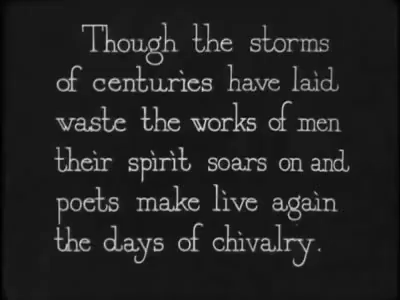 Though the storms
of centuries have laid
waste the works of men
their spirit soars on and
poets make live again
the days of chivalry.